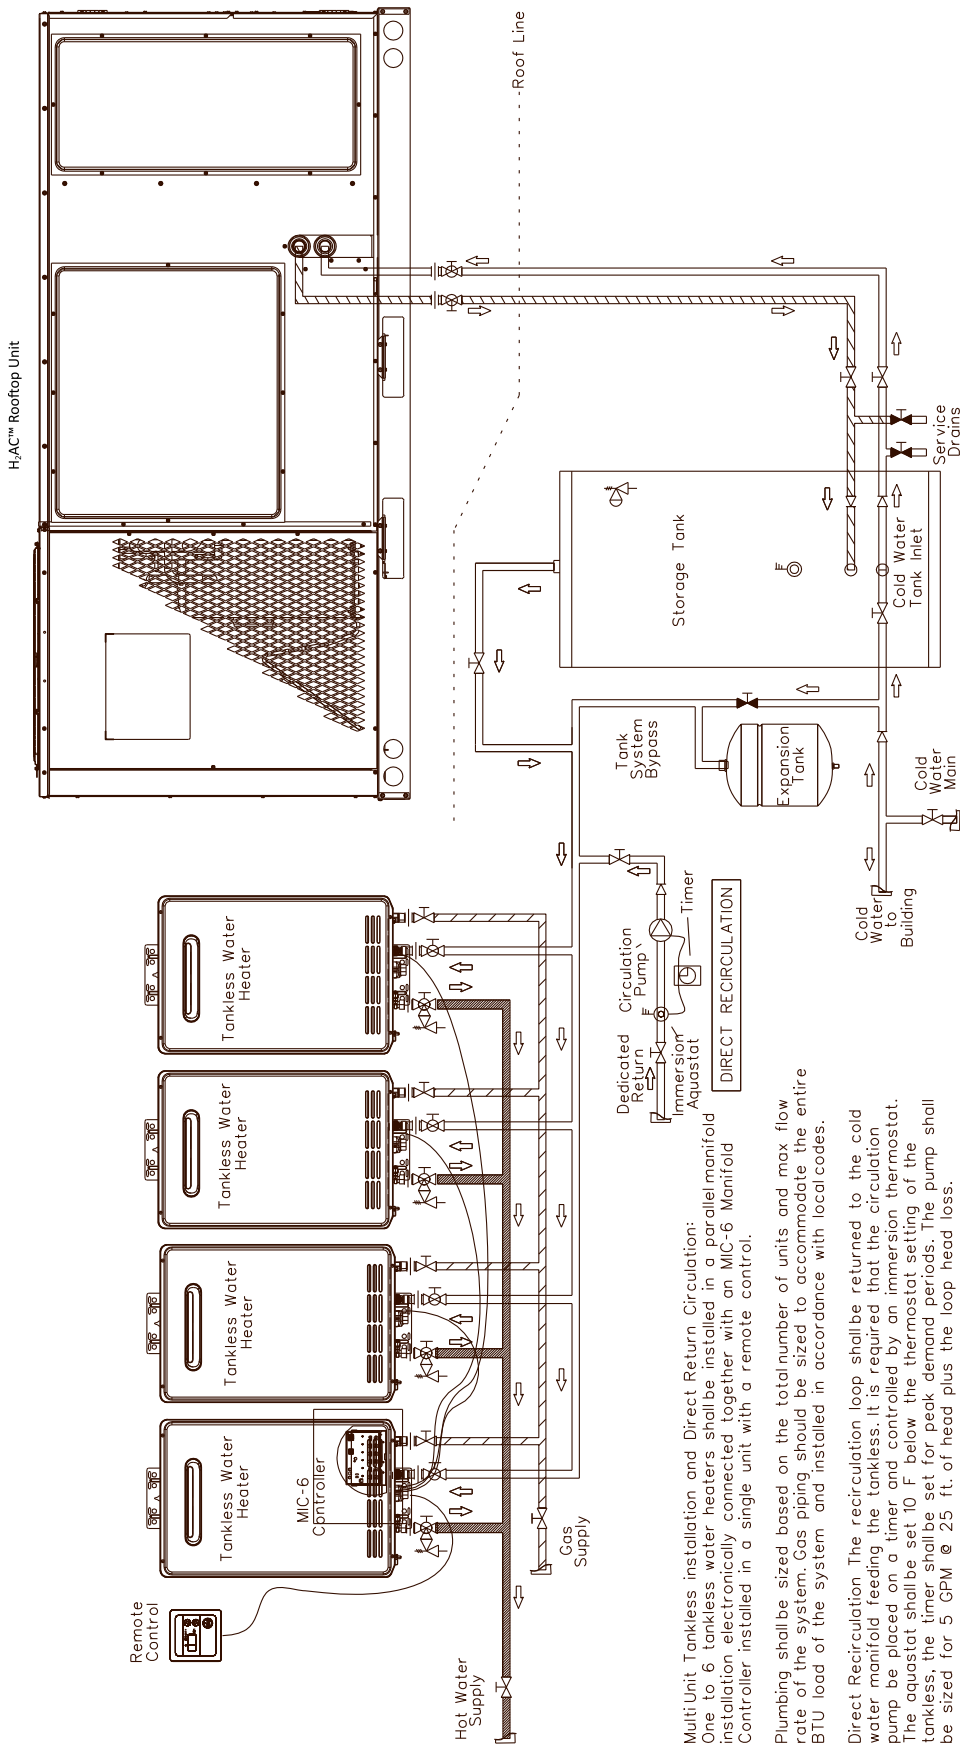 H₂AC™ Rooftop Unit
Roof Line
Storage Tank
Cold Water
Tank Inlet
Service
Drains
Tank
System
Bypass
Expansion
Tank
Cold
Water
Main
Cold
Water
to
Building
Tankless Water
Heater
Tankless Water
Heater
Tankless Water
Heater
Tankless Water
Heater
MIC-6
Controller
Remote
Control
Circulation
Pump
Timer
Dedicated
Return
Immersion
Aquastat
DIRECT RECIRCULATION
Gas
Supply
Hot Water
Supply
Multi Unit Tankless installation and Direct Return Circulation:
One to 6 tankless water heaters shall be installed in a parallel manifold
installation electronically connected together with an MIC-6 Manifold
Controller installed in a single unit with a remote control.
Plumbing shall be sized based on the total number of units and max flow
rate of the system. Gas piping should be sized to accommodate the entire
BTU load of the system and installed in accordance with local codes.
Direct Recirculation The recirculation loop shall be returned to the cold
water manifold feeding the tankless. It is required that the circulation
pump be placed on a timer and controlled by an immersion thermostat.
The aquastat shall be set 10 F below the thermostat setting of the
tankless, the timer shall be set for peak demand periods. The pump shall
be sized for 5 GPM @ 25 ft. of head plus the loop head loss.